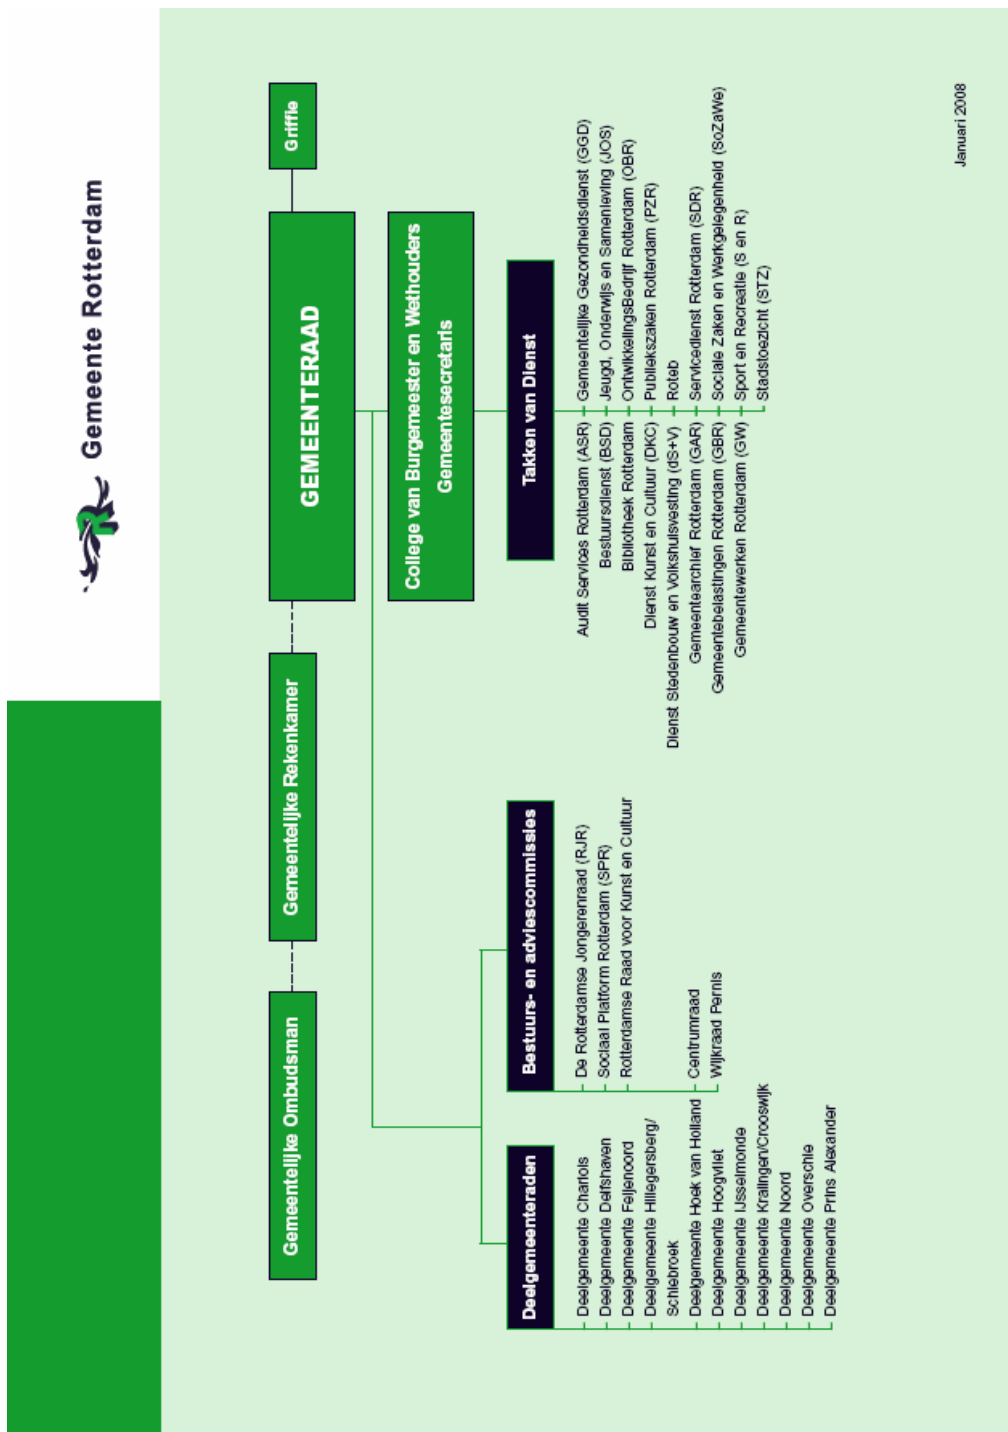 Gemeente Rotterdam
Gemeentelijke Ombudsman
Gemeentelijke Rekenkamer
GEMEENTERAAD
Griffie
College van Burgemeester en Wethouders
Gemeentesecretaris
Deelgemeenteraden
Deelgemeente Charlois
Deelgemeente Delfshaven
Deelgemeente Feijenoord
Deelgemeente Hillegersberg/
Schiebroek
Deelgemeente Hoek van Holland
Deelgemeente Hoogvliet
Deelgemeente IJsselmonde
Deelgemeente Kralingen/Crooswijk
Deelgemeente Noord
Deelgemeente Overschie
Deelgemeente Prins Alexander
Bestuurs- en adviescommissies
De Rotterdamse Jongerenraad (RJR)
Sociaal Platform Rotterdam (SPR)
Rotterdamse Raad voor Kunst en Cultuur
Centrumraad
Wijkraad Pernis
Takken van Dienst
Audit Services Rotterdam (ASR)
Bestuursdienst (BSD)
Bibliotheek Rotterdam
Dienst Kunst en Cultuur (DKC)
Dienst Stedenbouw en Volkshuisvesting (dS+V)
Gemeentearchief Rotterdam (GAR)
Gemeentebelastingen Rotterdam (GBR)
Gemeentewerken Rotterdam (GW)
Gemeentelijke Gezondheidsdienst (GGD)
Jeugd, Onderwijs en Samenleving (JOS)
OntwikkelingsBedrijf Rotterdam (OBR)
Publiekszaken Rotterdam (PZR)
Roteb
Servicedienst Rotterdam (SDR)
Sociale Zaken en Werkgelegenheid (SoZaWe)
Sport en Recreatie (S en R)
Stadstoezicht (STZ)
Januari 2008